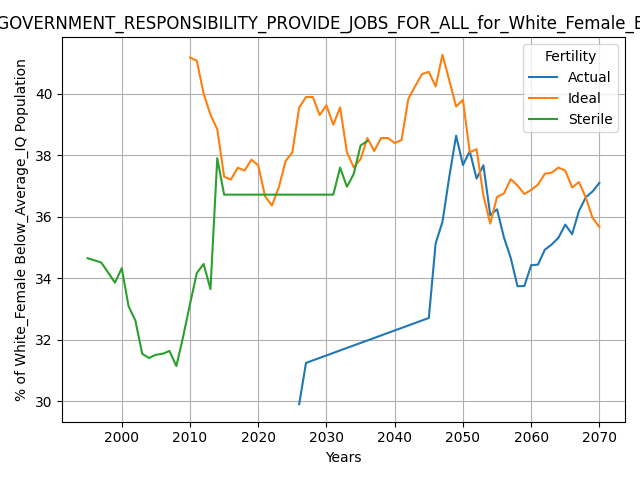 GOVERNMENT_RESPONSIBILITY_PROVIDE_JOBS_FOR_ALL_for_White_Female_
% of White_Female Below_Average_IQ Population
Fertility
Actual
Ideal
Sterile
40
38
36
34
32
30
2000 2010 2020 2030 2040 2050 2060 2070
Years